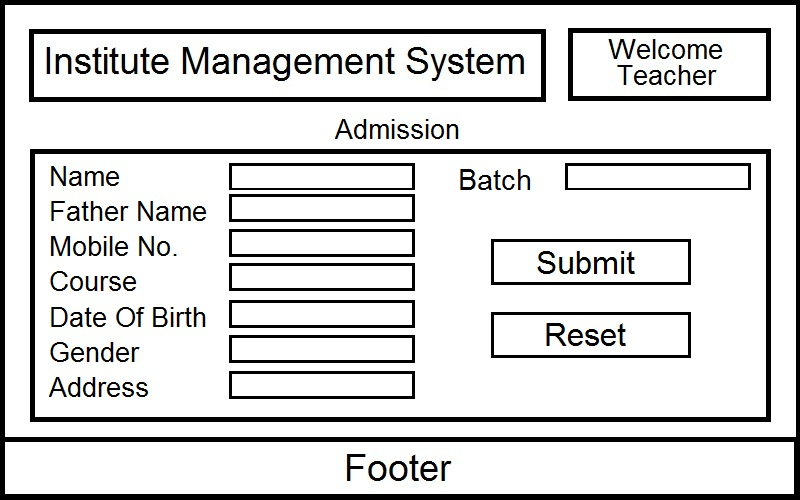 Institute Management System
Welcome
Teacher
Admission
Name
Batch
Father Name
Mobile No.
Course
Submit
Date Of Birth
Reset
Gender
Address
Footer